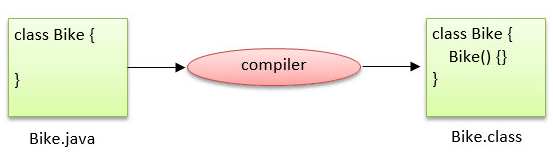 class Bike {
}
Bike.java
compiler
class Bike {
Bike() {}
}
Bike.class